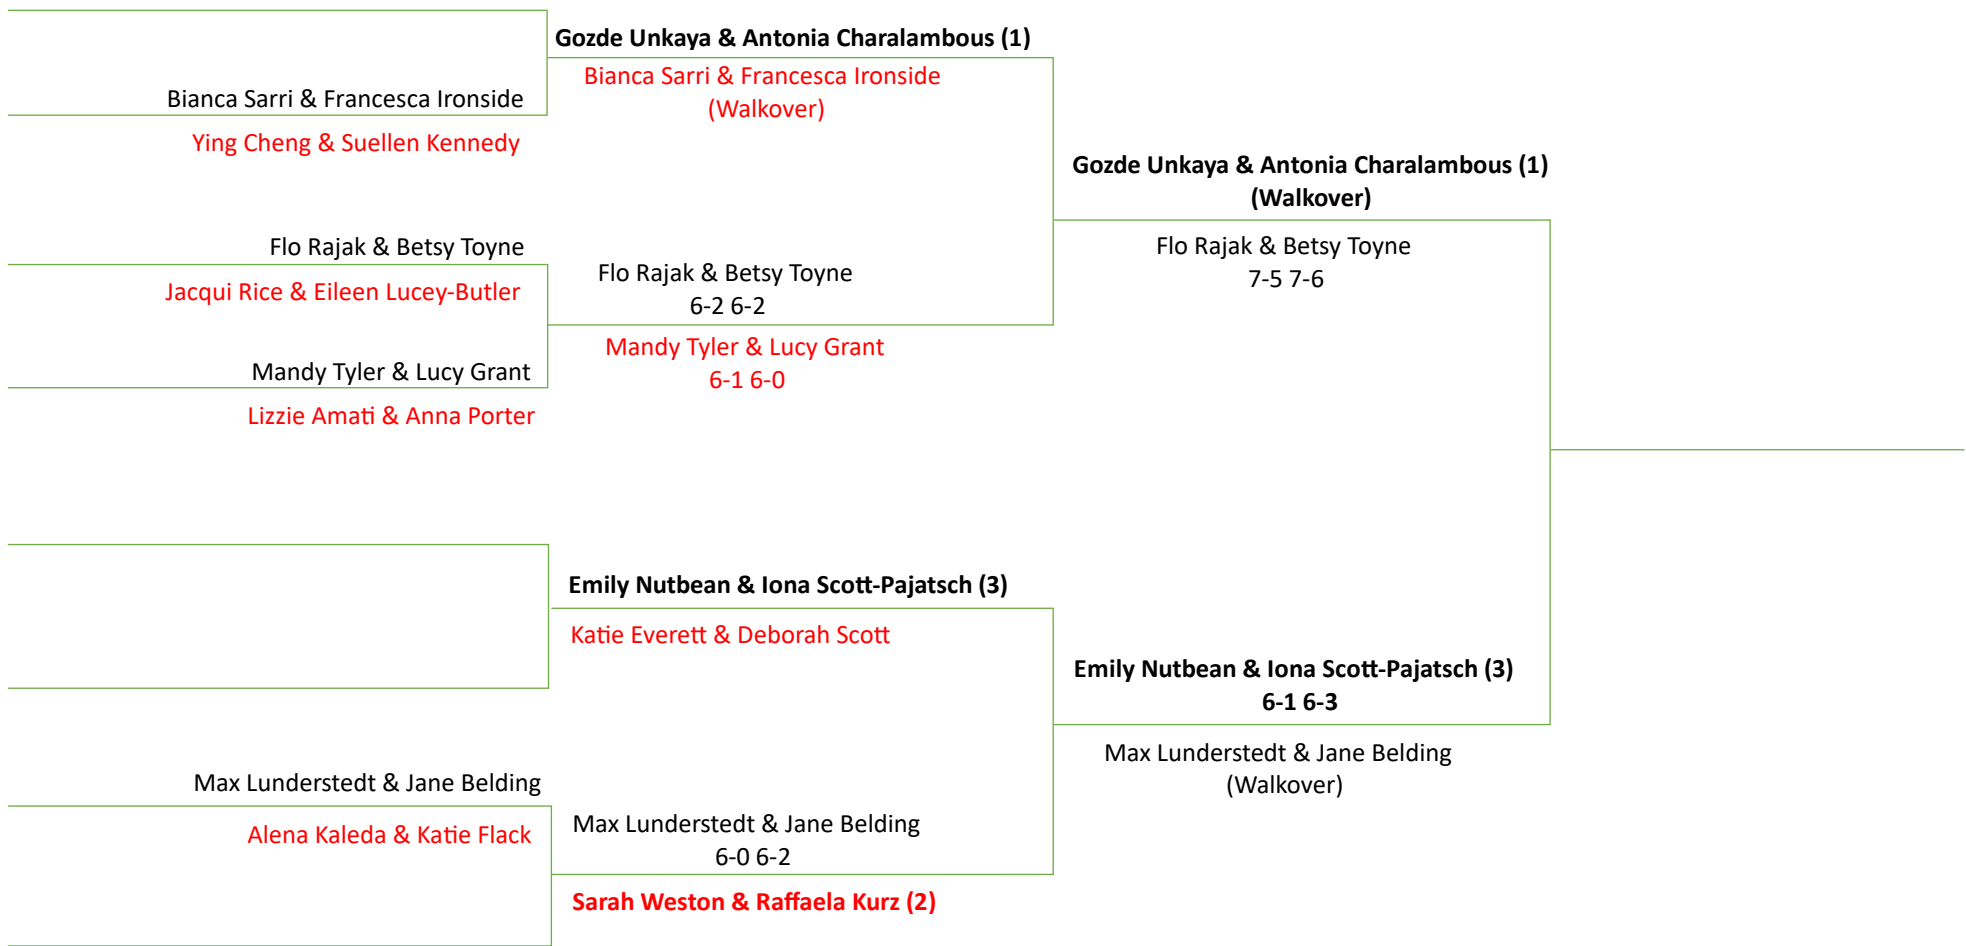 Bianca Sarri & Francesca Ironside
Ying Cheng & Suellen Kennedy
Flo Rajak & Betsy Toyne
Jacqui Rice & Eileen Lucey-Butler
Mandy Tyler & Lucy Grant
Lizzie Amati & Anna Porter
Max Lunderstedt & Jane Belding
Alena Kaleda & Katie Flack
Gozde Unkaya & Antonia Charalambous (1)
Bianca Sarri & Francesca Ironside
(Walkover)
Flo Rajak & Betsy Toyne
6-2 6-2
Mandy Tyler & Lucy Grant
6-1 6-0
Emily Nutbean & Iona Scott-Pajatsch (3)
Katie Everett & Deborah Scott
Max Lunderstedt & Jane Belding
6-0 6-2
Sarah Weston & Raffaela Kurz (2)
Gozde Unkaya & Antonia Charalambous (1)
(Walkover)
Flo Rajak & Betsy Toyne
7-5 7-6
Emily Nutbean & Iona Scott-Pajatsch (3)
6-1 6-3
Max Lunderstedt & Jane Belding
(Walkover)